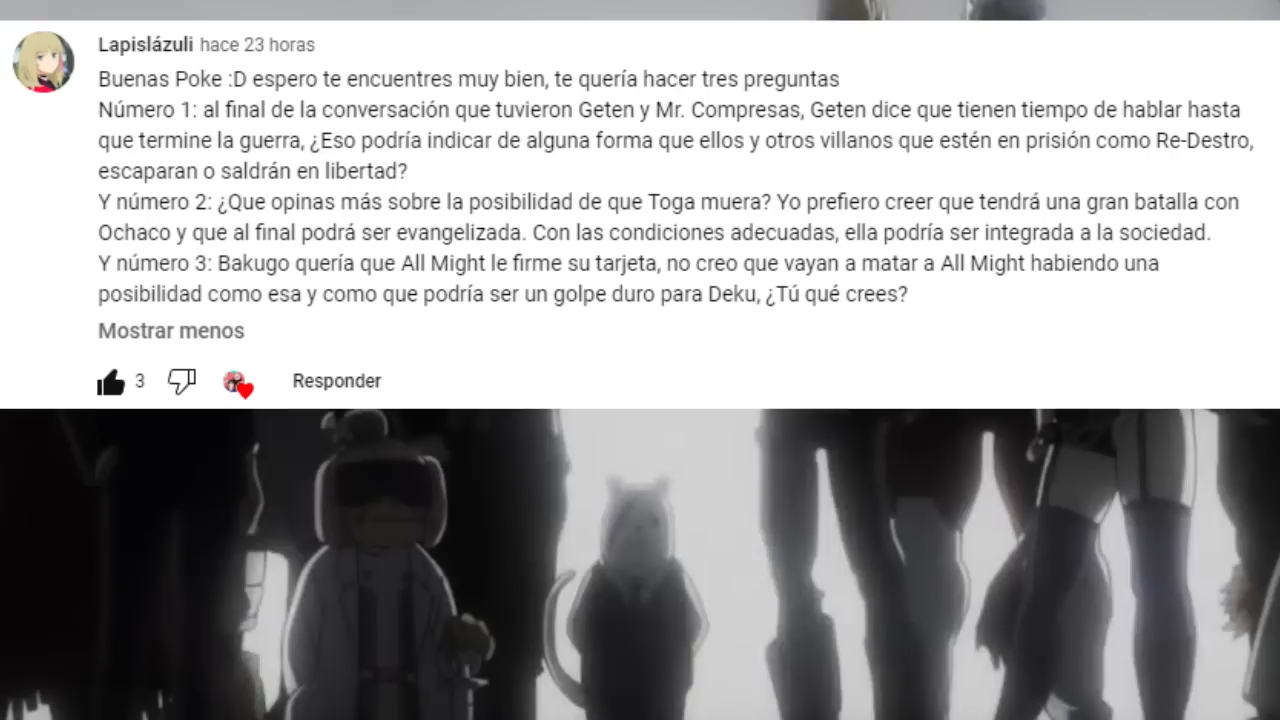 Lapislázuli hace 23 horas
Buenas Poke :D espero te encuentres muy bien, te quería hacer tres preguntas
Número 1: al final de la conversación que tuvieron Geten y Mr. Compresas, Geten dice que tienen tiempo de hablar hasta
que termine la guerra, ¿Eso podría indicar de alguna forma que ellos y otros villanos que estén en prisión como Re-Destro,
escaparan o saldrán en libertad?
Y número 2: ¿Que opinas más sobre la posibilidad de que Toga muera? Yo prefiero creer que tendrá una gran batalla con
Ochaco y que al final podrá ser evangelizada. Con las condiciones adecuadas, ella podría ser integrada a la sociedad.
Y número 3: Bakugo quería que All Might le firme su tarjeta, no creo que vayan a matar a All Might habiendo una
posibilidad como esa y como que podría ser un golpe duro para Deku, ¿Tú qué crees?
Mostrar menos
3 Responder